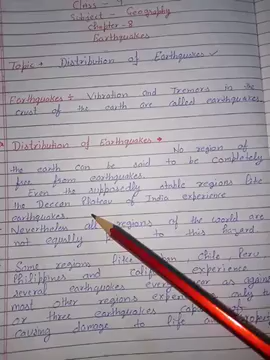 Class - 9
Subject - Geography
Chapter - 8
Earthquakes
Topic → Distribution of Earthquakes ✓
Earthquakes → Vibration and Tremors in the
crust of the earth are called earthquakes.
Distribution of Earthquakes →
No region of
the earth can be said to be completely
free from earthquakes.
Even the supposedly stable regions like
the Deccan Plateau of India experience
earthquakes.
Nevertheless all regions of the world are
not equally to this hazard.
Some regions like Chile, Peru
Philippines and experience
several earthquakes every year as against
most other regions only
or three earthquakes
causing damage to life and